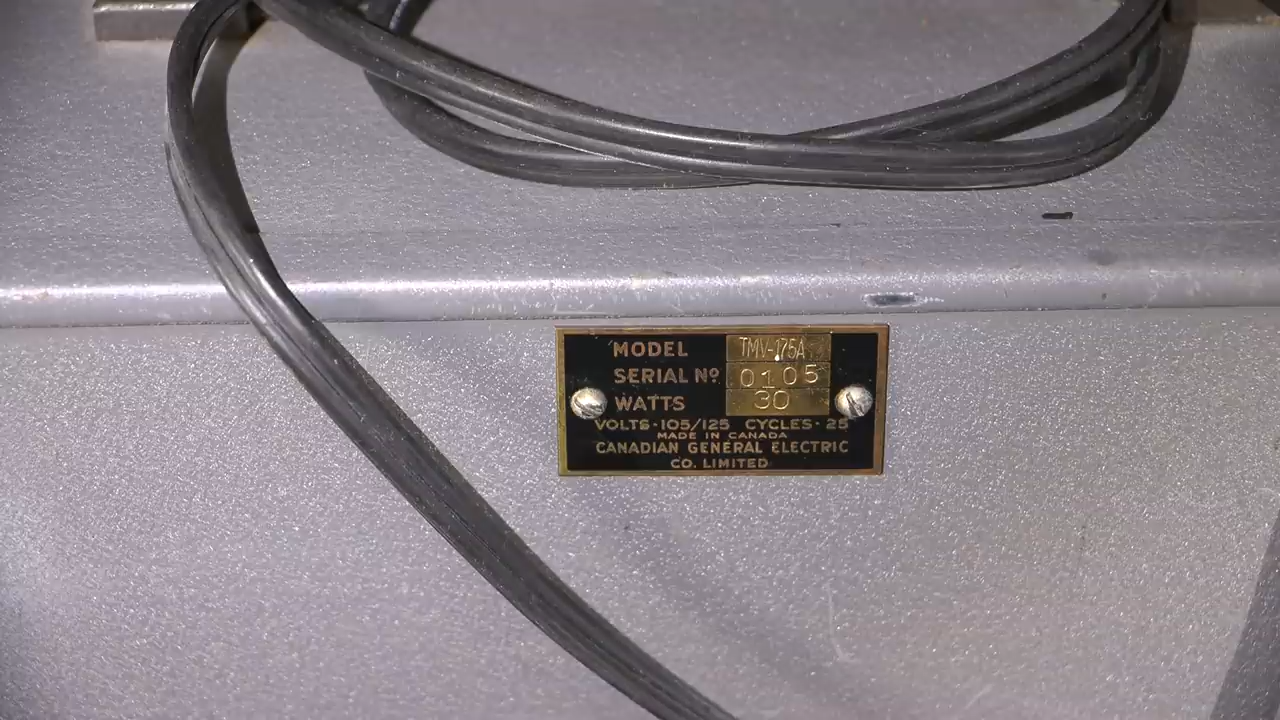 MODEL TMV-175A
SERIAL Nº 0105
WATTS 30
VOLTS·105/125 CYCLES·25
MADE IN CANADA
CANADIAN GENERAL ELECTRIC
CO. LIMITED